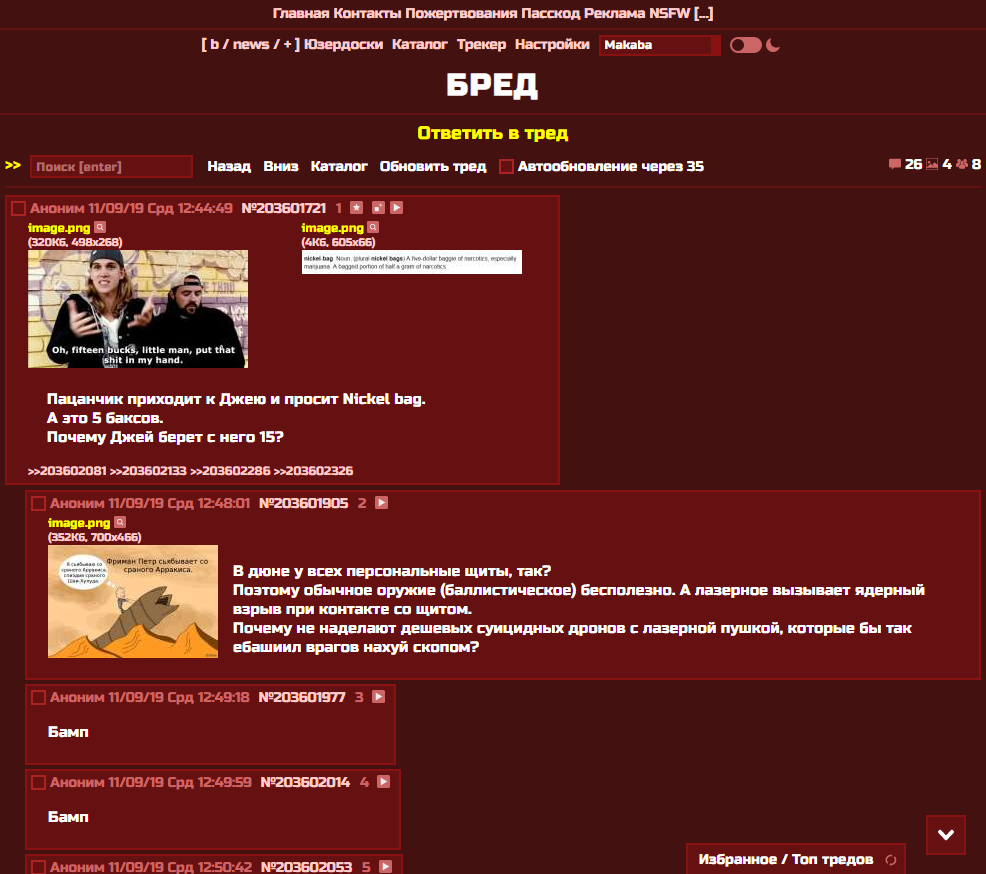 Главная Контакты Пожертвования Пасскод Реклама NSFW [...]
[ b / news / + ] Юзердоски Каталог Трекер Настройки Makaba
БРЕД
Ответить в тред
>> Поиск [enter] Назад Вниз Каталог Обновить тред Автообновление через 35 26 4 8
Аноним 11/09/19 Срд 12:44:49 №203601721 1
image.png image.png
(320Кб, 498x268) (4Кб, 605x66)
nickel bag. Noun. (plural nickel bags) A five-dollar baggie of narcotics, especially
marijuana. A bagged portion of half a gram of narcotics.
Oh, fifteen bucks, little man, put that
shit in my hand.
Пацанчик приходит к Джею и просит Nickel bag.
А это 5 баксов.
Почему Джей берет с него 15?
>>203602081 >>203602133 >>203602286 >>203602326
Аноним 11/09/19 Срд 12:48:01 №203601905 2
image.png
(352Кб, 700x466)
Я съебываю со
сраного Арракиса,
оседлав сраного
Шаи-Хулуда
Фриман Петр съебывает со
сраного Арракиса.
В дюне у всех персональные щиты, так?
Поэтому обычное оружие (баллистическое) бесполезно. А лазерное вызывает ядерный
взрыв при контакте со щитом.
Почему не наделают дешевых суицидных дронов с лазерной пушкой, которые бы так
ебашиил врагов нахуй скопом?
Аноним 11/09/19 Срд 12:49:18 №203601977 3
Бамп
Аноним 11/09/19 Срд 12:49:59 №203602014 4
Бамп
Аноним 11/09/19 Срд 12:50:42 №203602053 5
Избранное / Топ тредов